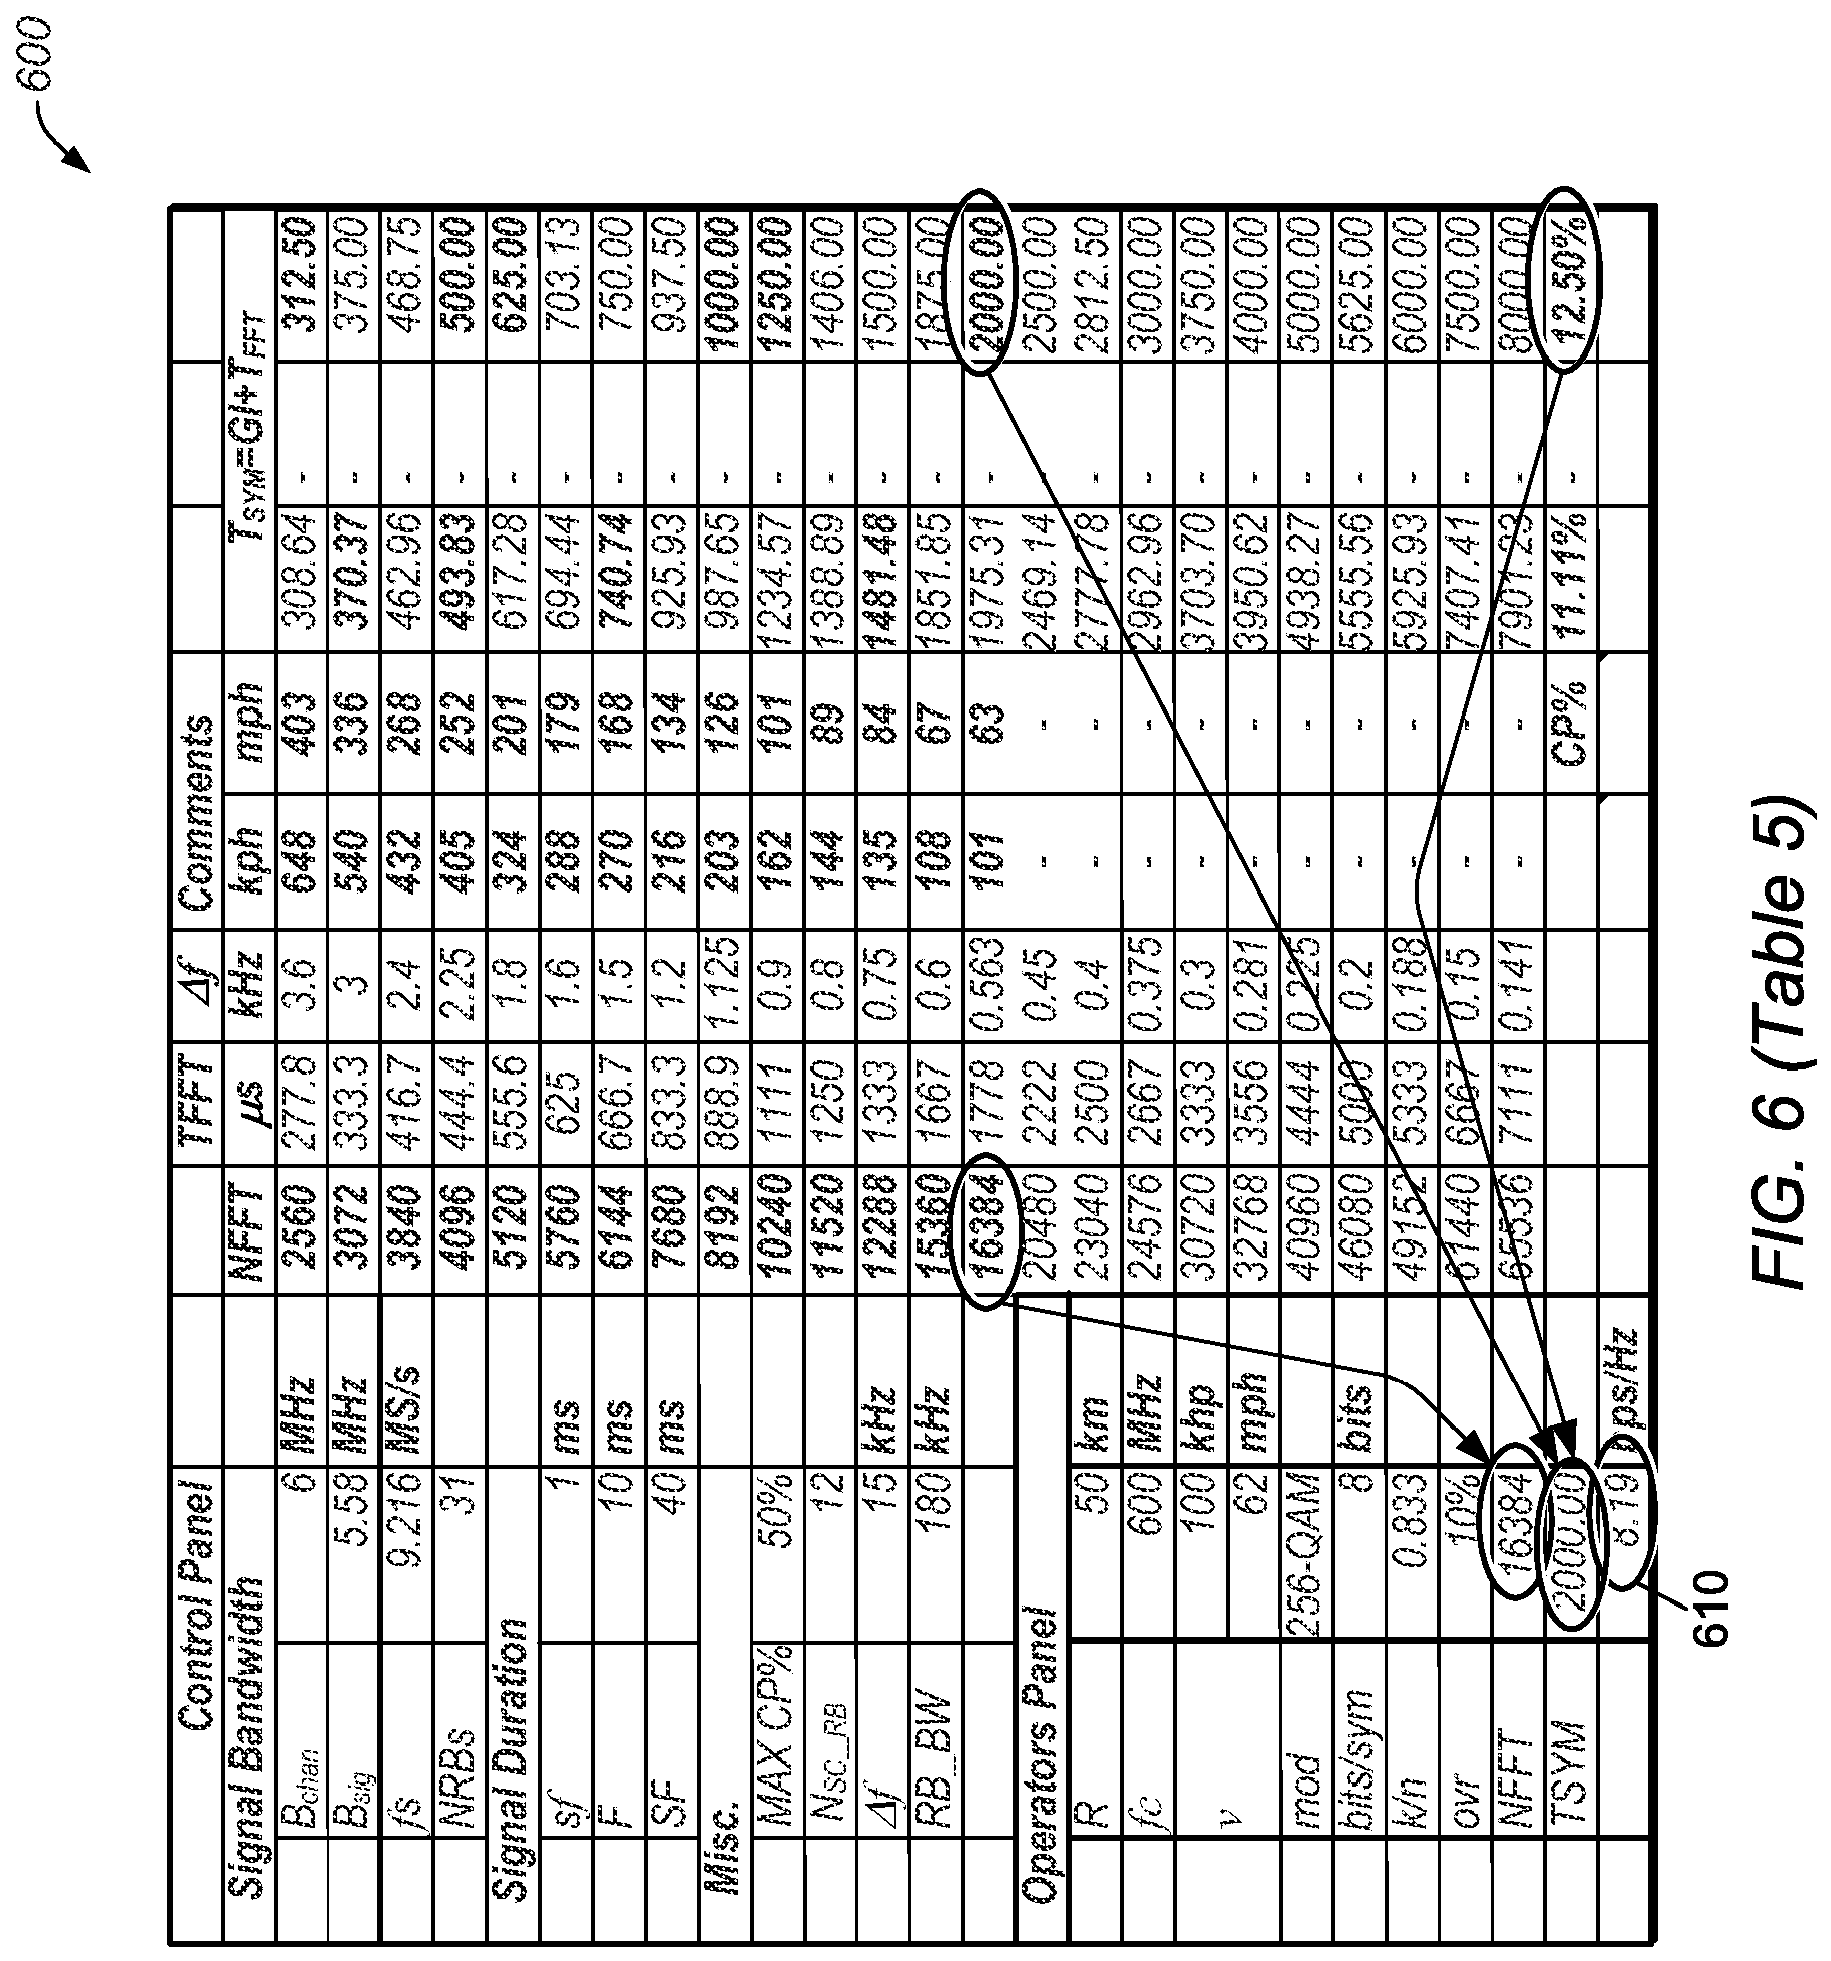 600
Control Panel TFFT Δf Comments
Signal Bandwidth NFFT µs kHz kph mph TSYM=GI+TFFT
Bchan 6 MHz 2560 277.8 3.6 648 403 308.64 - 312.50
Bsig 5.58 MHz 3072 333.3 3 540 336 370.37 - 375.00
fs 9.216 MS/s 3840 416.7 2.4 432 268 462.96 - 468.75
NRBs 31 4096 444.4 2.25 405 252 493.83 - 500.00
Signal Duration 5120 555.6 1.8 324 201 617.28 - 625.00
sf 1 ms 5760 625 1.6 288 179 694.44 - 703.13
F 10 ms 6144 666.7 1.5 270 168 740.74 - 750.00
SF 40 ms 7680 833.3 1.2 216 134 925.93 - 937.50
Misc. 8192 888.9 1.125 203 126 987.65 - 1000.00
MAX CP% 50% 10240 1111 0.9 162 101 1234.57 - 1250.00
NSC_RB 12 11520 1250 0.8 144 89 1388.89 - 1406.00
Δf 15 kHz 12288 1333 0.75 135 84 1481.48 - 1500.00
RB_BW 180 kHz 15360 1667 0.6 108 67 1851.85 - 1875.00
16384 1778 0.563 101 63 1975.31 - 2000.00
Operators Panel 20480 2222 0.45 - - 2469.14 - 2500.00
R 50 km 23040 2500 0.4 - - 2777.78 - 2812.50
fc 600 MHz 24576 2667 0.375 - - 2962.96 - 3000.00
v 100 khp 30720 3333 0.3 - - 3703.70 - 3750.00
62 mph 32768 3556 0.281 - - 3950.62 - 4000.00
mod 256-QAM 40960 4444 0.225 - - 4938.27 - 5000.00
bits/sym 8 bits 46080 5000 0.2 - - 5555.56 - 5625.00
k/n 0.833 49152 5333 0.188 - - 5925.93 - 6000.00
ovr 10% 61440 6667 0.15 - - 7407.41 - 7500.00
NFFT 16384 65536 7111 0.141 - - 7901.23 - 8000.00
TSYM 2000.00 CP% 11.11% - 12.50%
8.19 bps/Hz
610
FIG. 6 (Table 5)